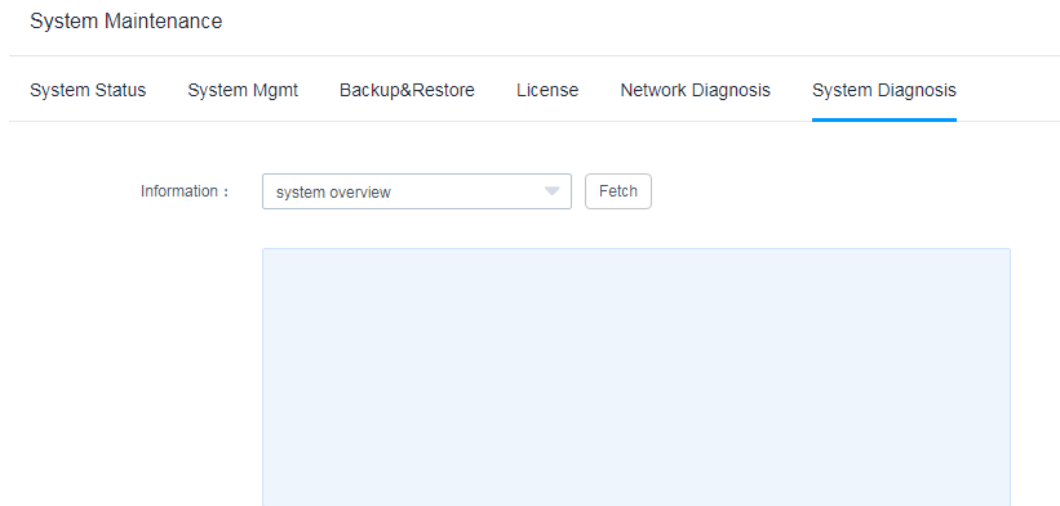 System Maintenance
System Status System Mgmt Backup&Restore License Network Diagnosis System Diagnosis
Information : system overview Fetch